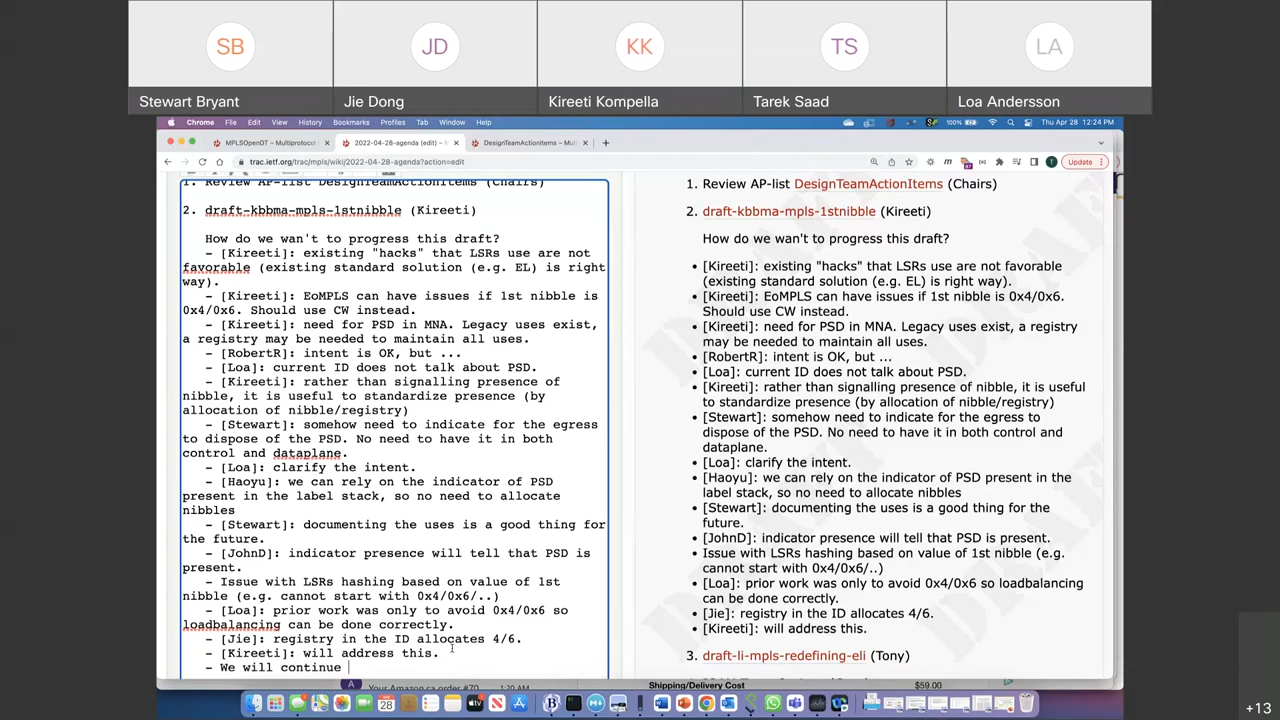 SB
JD
KK
TS
LA
Stewart Bryant
Jie Dong
Kireeti Kompella
Tarek Saad
Loa Andersson
Chrome File Edit View History Bookmarks Profiles Tab Window Help
100% Thu Apr 28 12:24 PM
MPLSOpenDT – Multiprotocol
2022-04-28-agenda (edit) – M
DesignTeamActionItems – Mu
trac.ietf.org/trac/mpls/wiki/2022-04-28-agenda?action=edit
Update
1. Review AP-list DesignTeamActionItems (Chairs)
2. draft-kbbma-mpls-1stnibble (Kireeti)
How do we wan't to progress this draft?
- [Kireeti]: existing "hacks" that LSRs use are not
favorable (existing standard solution (e.g. EL) is right
way).
- [Kireeti]: EoMPLS can have issues if 1st nibble is
0x4/0x6. Should use CW instead.
- [Kireeti]: need for PSD in MNA. Legacy uses exist,
a registry may be needed to maintain all uses.
- [RobertR]: intent is OK, but ...
- [Loa]: current ID does not talk about PSD.
- [Kireeti]: rather than signalling presence of
nibble, it is useful to standardize presence (by
allocation of nibble/registry)
- [Stewart]: somehow need to indicate for the egress
to dispose of the PSD. No need to have it in both
control and dataplane.
- [Loa]: clarify the intent.
- [Haoyu]: we can rely on the indicator of PSD
present in the label stack, so no need to allocate
nibbles
- [Stewart]: documenting the uses is a good thing for
the future.
- [JohnD]: indicator presence will tell that PSD is
present.
- Issue with LSRs hashing based on value of 1st
nibble (e.g. cannot start with 0x4/0x6/..)
- [Loa]: prior work was only to avoid 0x4/0x6 so
loadbalancing can be done correctly.
- [Jie]: registry in the ID allocates 4/6.
- [Kireeti]: will address this.
- We will continue
1. Review AP-list DesignTeamActionItems (Chairs)
2. draft-kbbma-mpls-1stnibble (Kireeti)
How do we wan't to progress this draft?
• [Kireeti]: existing "hacks" that LSRs use are not favorable
(existing standard solution (e.g. EL) is right way).
• [Kireeti]: EoMPLS can have issues if 1st nibble is 0x4/0x6.
Should use CW instead.
• [Kireeti]: need for PSD in MNA. Legacy uses exist, a registry
may be needed to maintain all uses.
• [RobertR]: intent is OK, but ...
• [Loa]: current ID does not talk about PSD.
• [Kireeti]: rather than signalling presence of nibble, it is useful
to standardize presence (by allocation of nibble/registry)
• [Stewart]: somehow need to indicate for the egress to
dispose of the PSD. No need to have it in both control and
dataplane.
• [Loa]: clarify the intent.
• [Haoyu]: we can rely on the indicator of PSD present in the
label stack, so no need to allocate nibbles
• [Stewart]: documenting the uses is a good thing for the
future.
• [JohnD]: indicator presence will tell that PSD is present.
• Issue with LSRs hashing based on value of 1st nibble (e.g.
cannot start with 0x4/0x6/..)
• [Loa]: prior work was only to avoid 0x4/0x6 so loadbalancing
can be done correctly.
• [Jie]: registry in the ID allocates 4/6.
• [Kireeti]: will address this.
3. draft-li-mpls-redefining-eli (Tony)
Your Amazon.ca order #70 1:20 AM
Shipping/Delivery Cost $59.00
+13